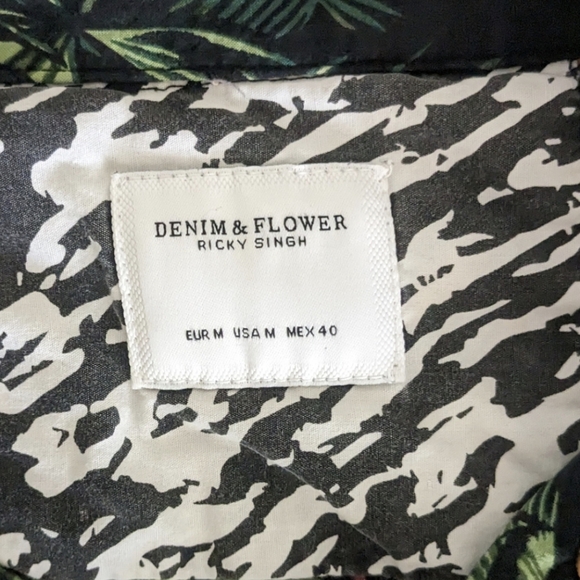 DENIM & FLOWER
RICKY SINGH
EUR M USA M MEX 40